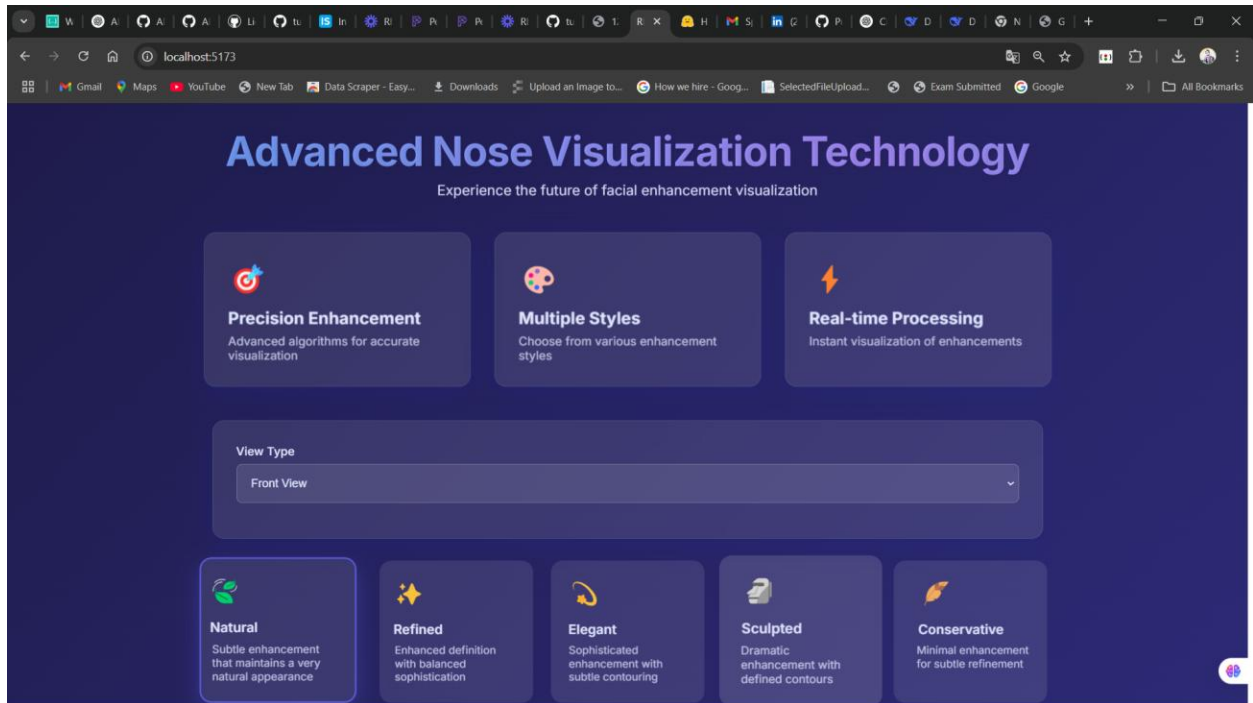 localhost:5173
Gmail Maps YouTube New Tab Data Scraper - Easy... Downloads Upload an Image to... How we hire - Goog... SelectedFileUpload... Exam Submitted Google » All Bookmarks
Advanced Nose Visualization Technology
Experience the future of facial enhancement visualization
Precision Enhancement
Advanced algorithms for accurate
visualization
Multiple Styles
Choose from various enhancement
styles
Real-time Processing
Instant visualization of enhancements
View Type
Front View
Natural
Subtle enhancement
that maintains a very
natural appearance
Refined
Enhanced definition
with balanced
sophistication
Elegant
Sophisticated
enhancement with
subtle contouring
Sculpted
Dramatic
enhancement with
defined contours
Conservative
Minimal enhancement
for subtle refinement